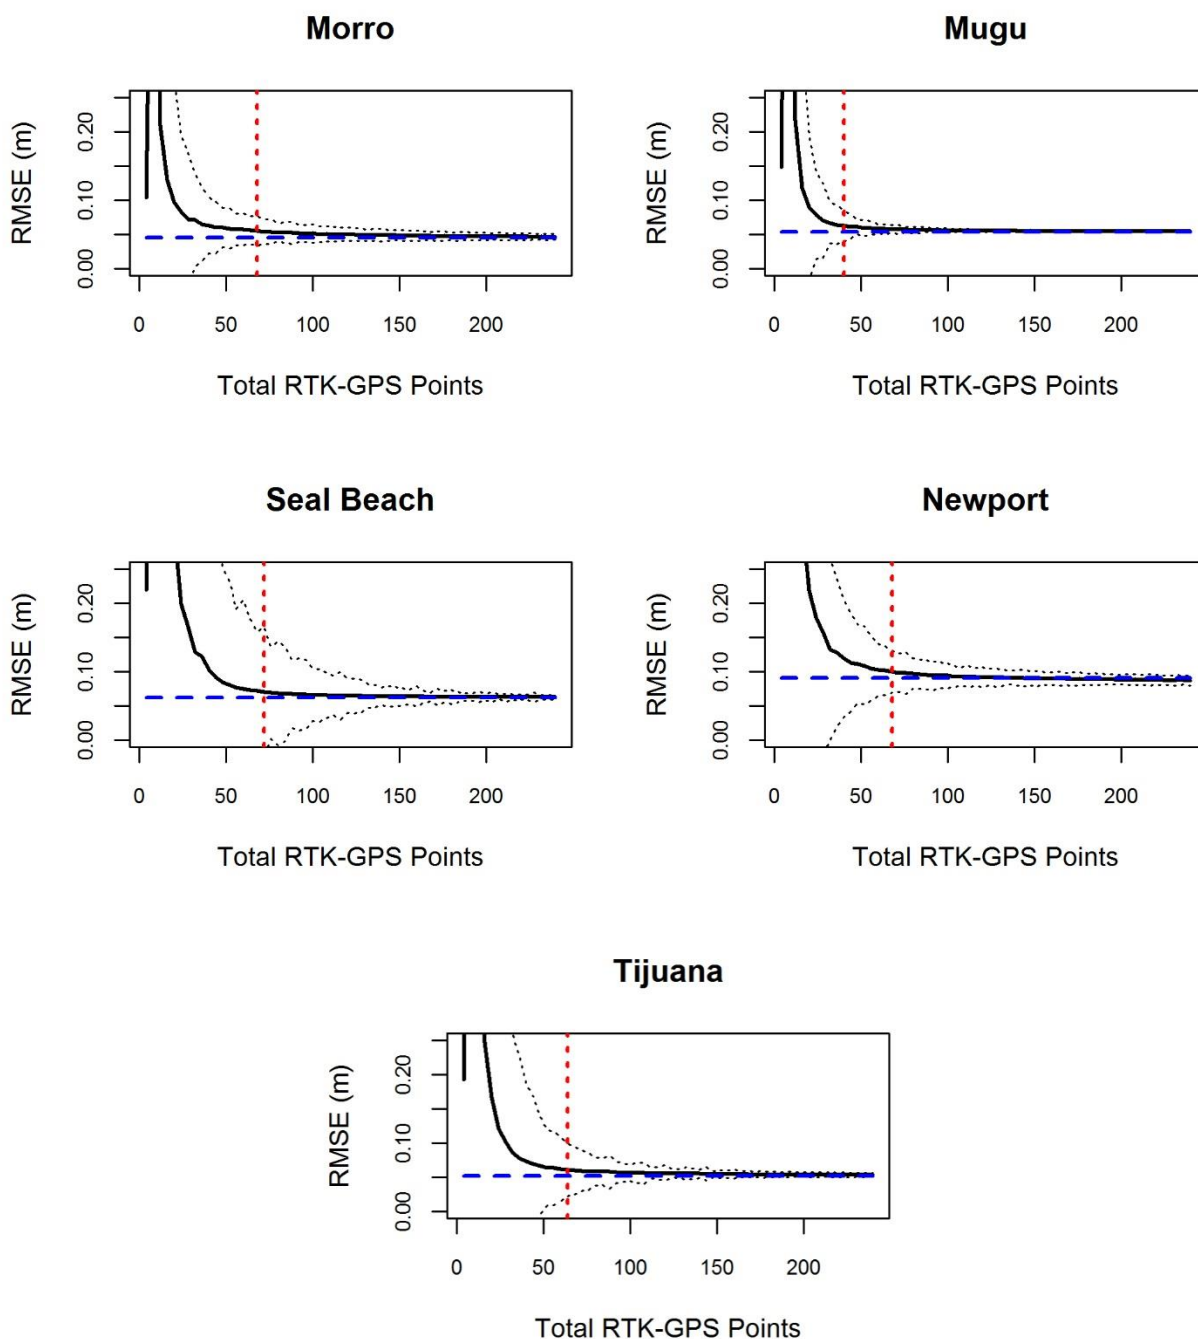 Morro
RMSE (m)
0.00 0.10 0.20
0 50 100 150 200
Total RTK-GPS Points
Mugu
RMSE (m)
0.00 0.10 0.20
0 50 100 150 200
Total RTK-GPS Points
Seal Beach
RMSE (m)
0.00 0.10 0.20
0 50 100 150 200
Total RTK-GPS Points
Newport
RMSE (m)
0.00 0.10 0.20
0 50 100 150 200
Total RTK-GPS Points
Tijuana
RMSE (m)
0.00 0.10 0.20
0 50 100 150 200
Total RTK-GPS Points